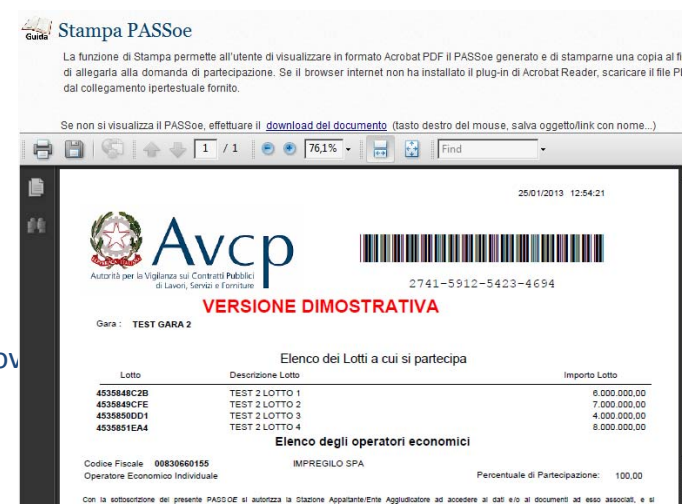 Guida
Stampa PASSoe
La funzione di Stampa permette all'utente di visualizzare in formato Acrobat PDF il PASSoe generato e di stamparne una copia al fi
di allegarla alla domanda di partecipazione. Se il browser internet non ha installato il plug-in di Acrobat Reader, scaricare il file P
dal collegamento ipertestuale fornito.
Se non si visualizza il PASSoe, effettuare il download del documento (tasto destro del mouse, salva oggetto/link con nome...)
1 / 1 76,1% Find
25/01/2013 12:54:21
Avcp
Autorità per la Vigilanza sui Contratti Pubblici
di Lavori, Servizi e Forniture
2741-5912-5423-4694
VERSIONE DIMOSTRATIVA
Gara : TEST GARA 2
ov
Elenco dei Lotti a cui si partecipa
Lotto Descrizione Lotto Importo Lotto
4535848C2B TEST 2 LOTTO 1 6.000.000,00
4535849CFE TEST 2 LOTTO 2 7.000.000,00
4535850DD1 TEST 2 LOTTO 3 4.000.000,00
4535851EA4 TEST 2 LOTTO 4 8.000.000,00
Elenco degli operatori economici
Codice Fiscale 00830660155 IMPREGILO SPA
Operatore Economico Individuale Percentuale di Partecipazione: 100,00
Con la sottoscrizione del presente PASSOE si autorizza la Stazione Appaltante/Ente Aggiudicatore ad accedere ai dati e/o ai documenti ad esso associati, e si